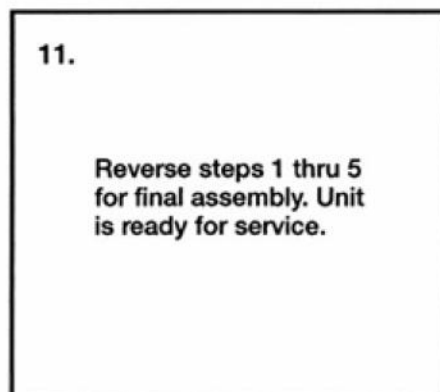 11.
Reverse steps 1 thru 5
for final assembly. Unit
is ready for service.